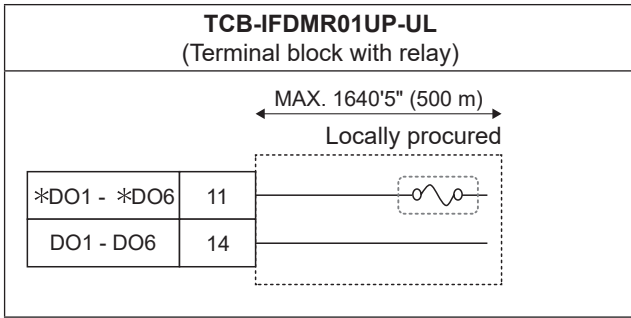 TCB-IFDMR01UP-UL
(Terminal block with relay)
MAX. 1640'5" (500 m)
Locally procured
＊DO1 - ＊DO6 11
DO1 - DO6 14